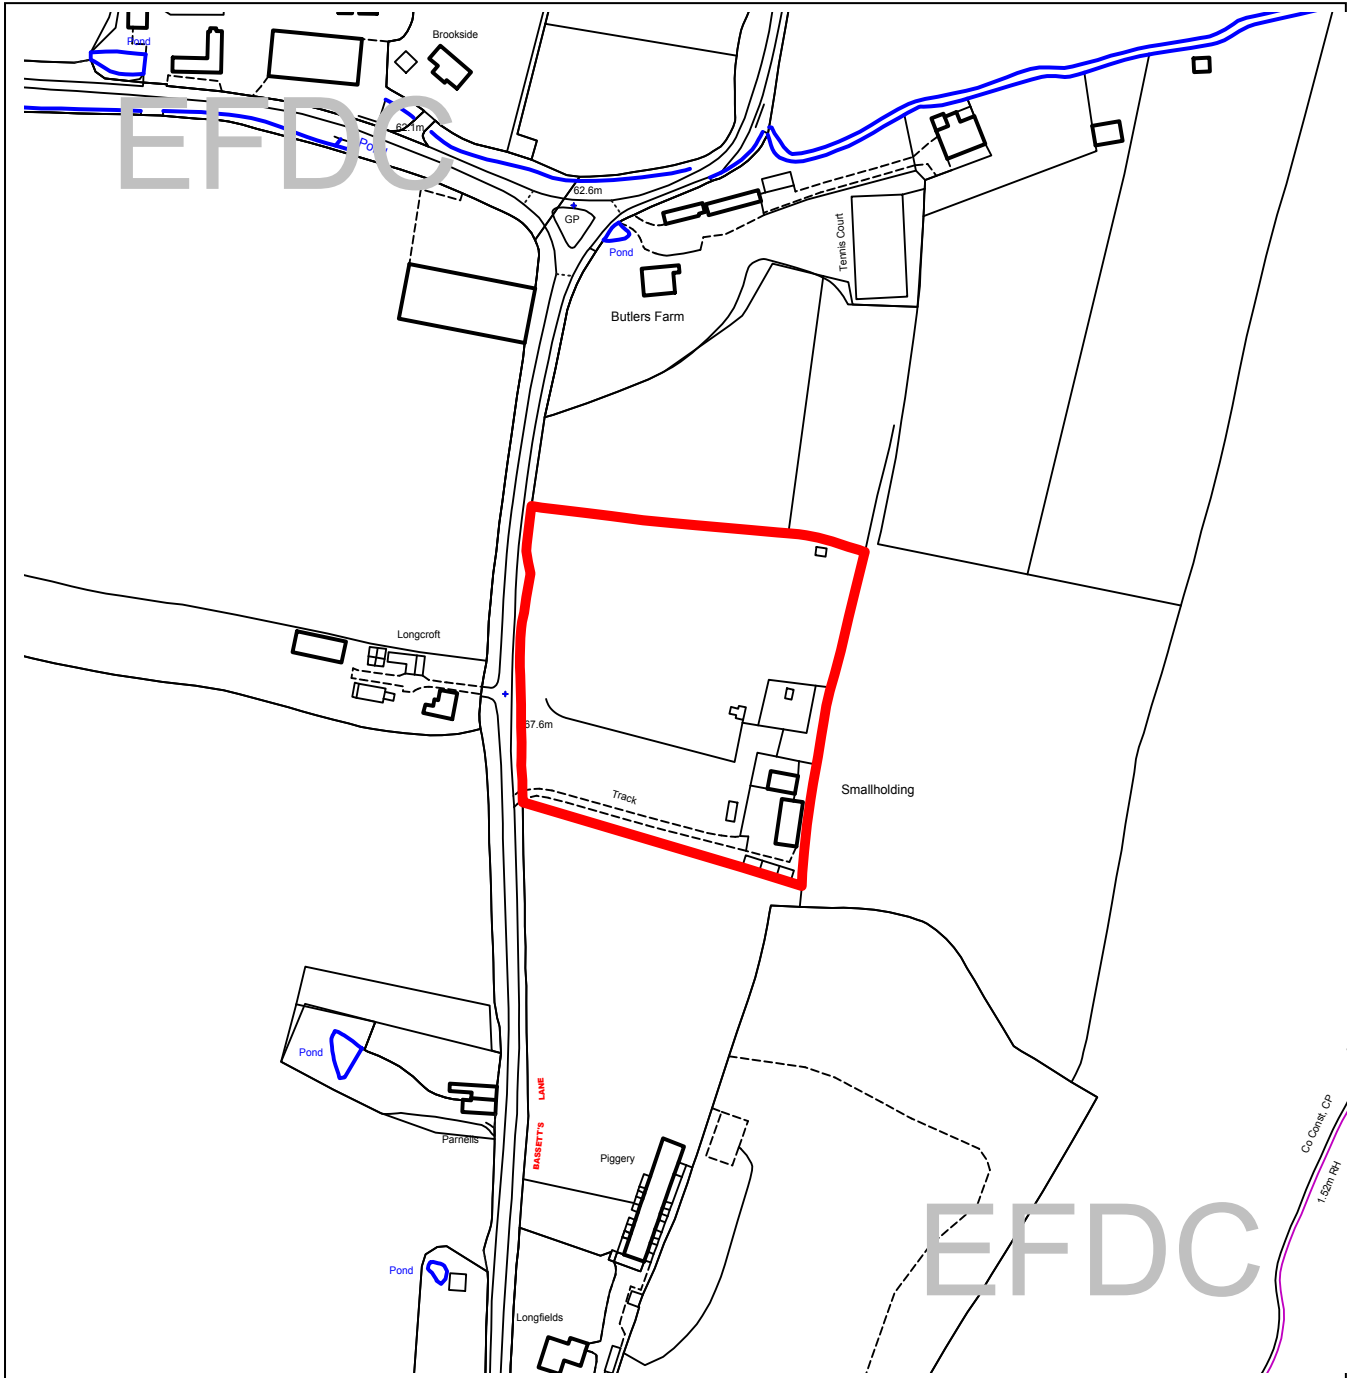 Brookside
Pond
EFDC
62.1m
Pond
62.6m
GP
Pond
Tennis Court
Butlers Farm
Longcroft
67.6m
Smallholding
Track
Pond
LANE
BASSETT'S
Parnells
Piggery
Co Const, CP
1.52m RH
EFDC
Pond
Longfields